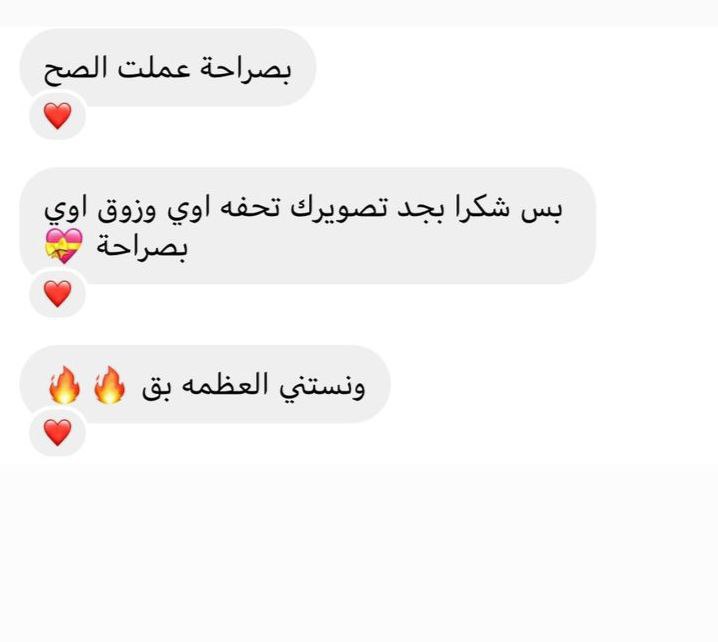 بصراحة عملت الصح
❤️
بس شكرا بجد تصويرك تحفه اوي وزوق اوي
بصراحة 💝
❤️
ونستني العظمه بق 🔥🔥
❤️